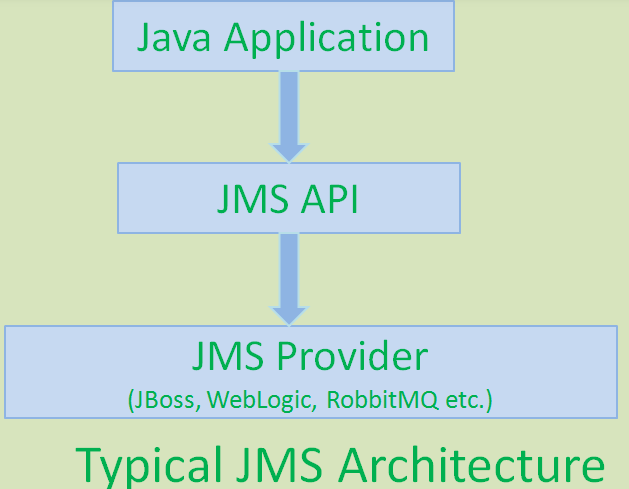 Java Application
JMS API
JMS Provider
(JBoss, WebLogic, RobbitMQ etc.)
Typical JMS Architecture